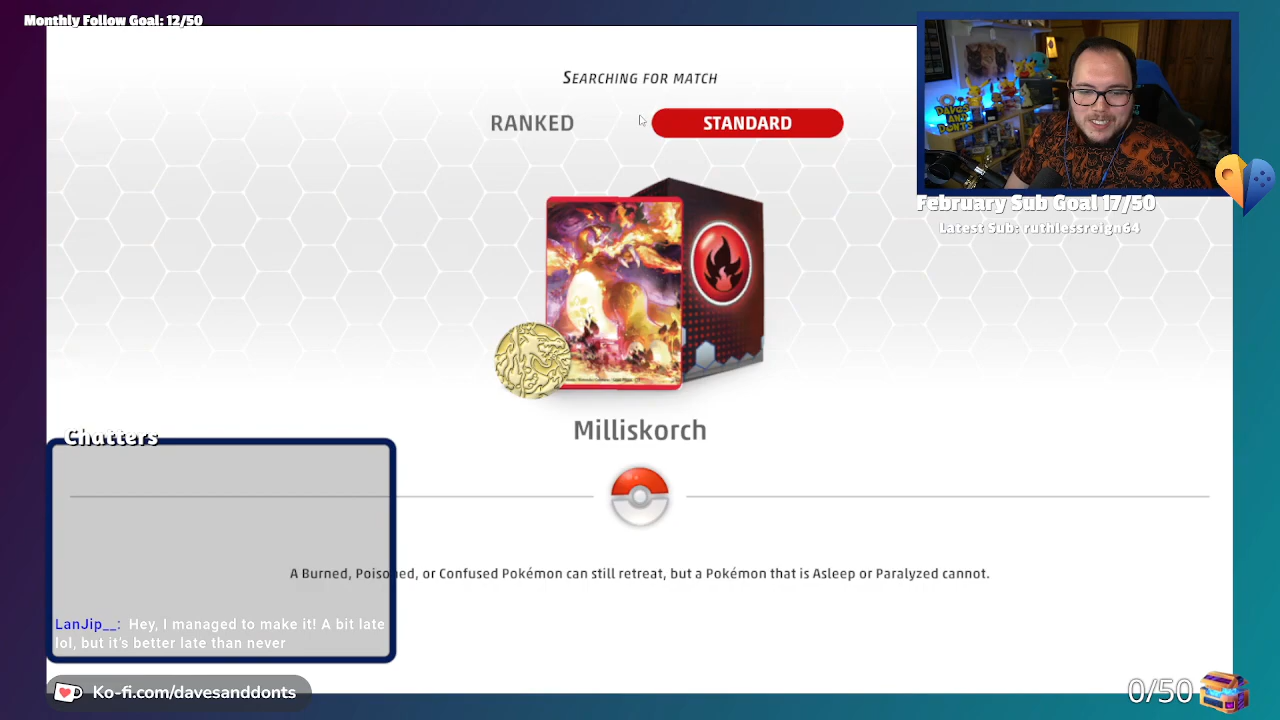 Monthly Follow Goal: 12/50
SEARCHING FOR MATCH
RANKED
STANDARD
DAVES
ANT
DONTS
February Sub Goal 17/50
Latest Sub: ruthlessreign64
Milliskorch
Chatters
A Burned, Poisoned, or Confused Pokémon can still retreat, but a Pokémon that is Asleep or Paralyzed cannot.
LanJip__: Hey, I managed to make it! A bit late
lol, but it's better late than never
Ko-fi.com/davesanddonts
0/50